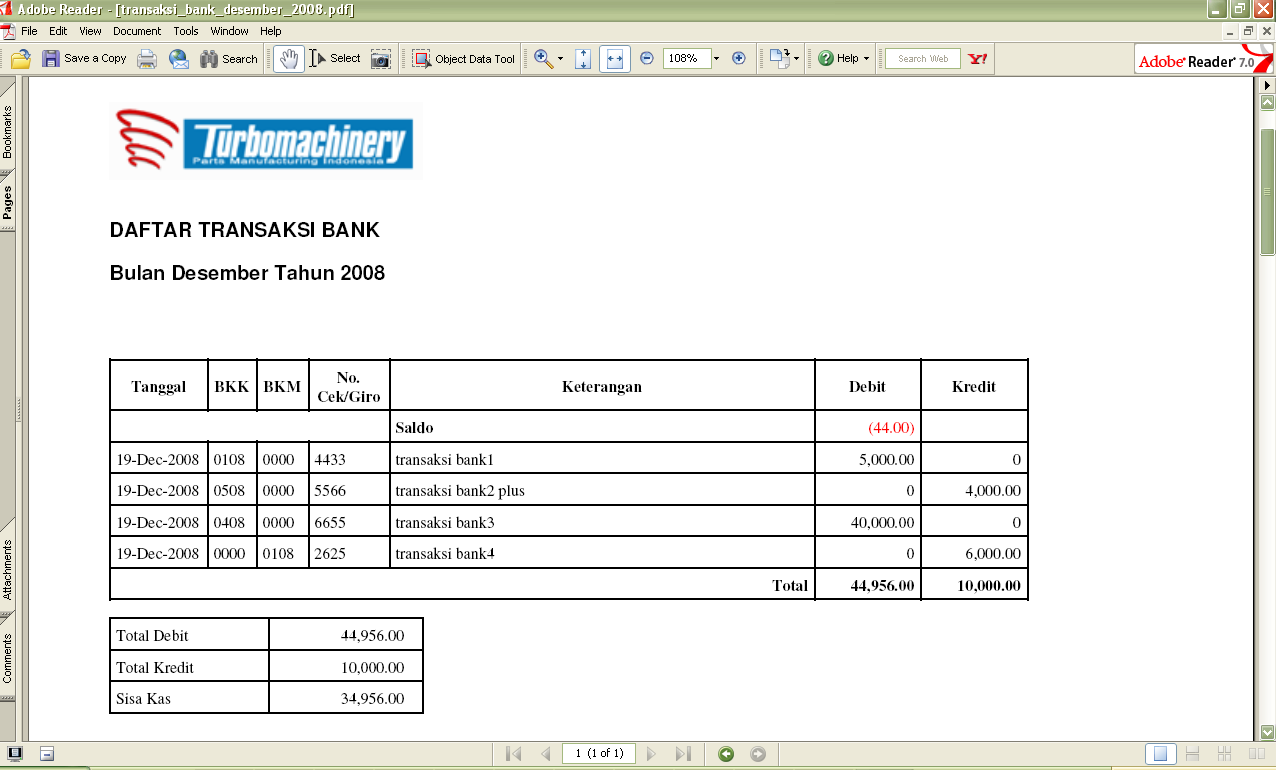 Adobe Reader - [transaksi_bank_desember_2008.pdf]
File Edit View Document Tools Window Help
Save a Copy Search Select Object Data Tool 108% Help Search Web Y! Adobe Reader 7.0
Bookmarks
Pages
Attachments
Comments
Turbomachinery
Parts Manufacturing Indonesia
DAFTAR TRANSAKSI BANK
Bulan Desember Tahun 2008
Tanggal BKK BKM No. Cek/Giro Keterangan Debit Kredit
Saldo (44.00)
19-Dec-2008 0108 0000 4433 transaksi bank1 5,000.00 0
19-Dec-2008 0508 0000 5566 transaksi bank2 plus 0 4,000.00
19-Dec-2008 0408 0000 6655 transaksi bank3 40,000.00 0
19-Dec-2008 0000 0108 2625 transaksi bank4 0 6,000.00
Total 44,956.00 10,000.00
Total Debit 44,956.00
Total Kredit 10,000.00
Sisa Kas 34,956.00
1 (1 of 1)